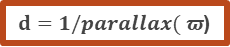 d = 1/parallax( ϖ)